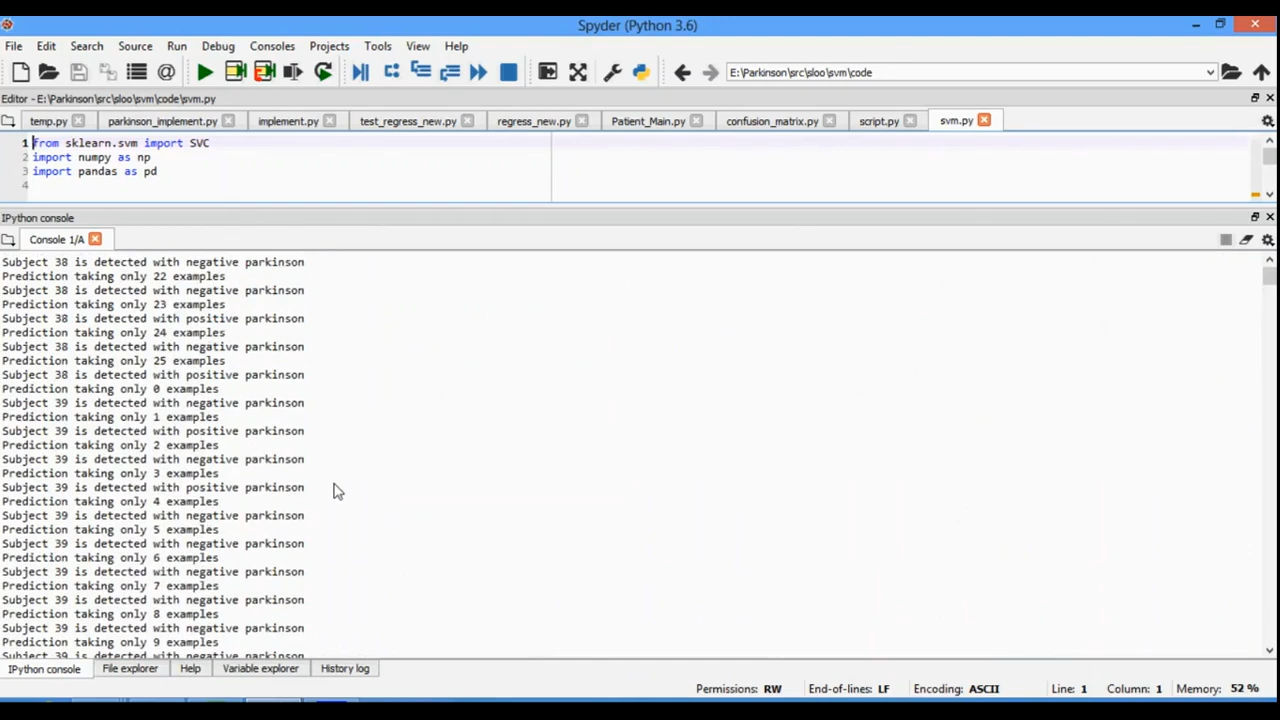 Spyder (Python 3.6)
File Edit Search Source Run Debug Consoles Projects Tools View Help
E:\Parkinson\src\sloo\svm\code
Editor - E:\Parkinson\src\sloo\svm\code\svm.py
temp.py parkinson_implement.py implement.py test_regress_new.py regress_new.py Patient_Main.py confusion_matrix.py script.py svm.py
1 from sklearn.svm import SVC
2 import numpy as np
3 import pandas as pd
4
IPython console
Console 1/A
Subject 38 is detected with negative parkinson
Prediction taking only 22 examples
Subject 38 is detected with negative parkinson
Prediction taking only 23 examples
Subject 38 is detected with positive parkinson
Prediction taking only 24 examples
Subject 38 is detected with negative parkinson
Prediction taking only 25 examples
Subject 38 is detected with positive parkinson
Prediction taking only 0 examples
Subject 39 is detected with negative parkinson
Prediction taking only 1 examples
Subject 39 is detected with positive parkinson
Prediction taking only 2 examples
Subject 39 is detected with negative parkinson
Prediction taking only 3 examples
Subject 39 is detected with positive parkinson
Prediction taking only 4 examples
Subject 39 is detected with negative parkinson
Prediction taking only 5 examples
Subject 39 is detected with negative parkinson
Prediction taking only 6 examples
Subject 39 is detected with negative parkinson
Prediction taking only 7 examples
Subject 39 is detected with negative parkinson
Prediction taking only 8 examples
Subject 39 is detected with negative parkinson
Prediction taking only 9 examples
Subject 39 is detected with negative parkinson
IPython console File explorer Help Variable explorer History log
Permissions: RW End-of-lines: LF Encoding: ASCII Line: 1 Column: 1 Memory: 52 %